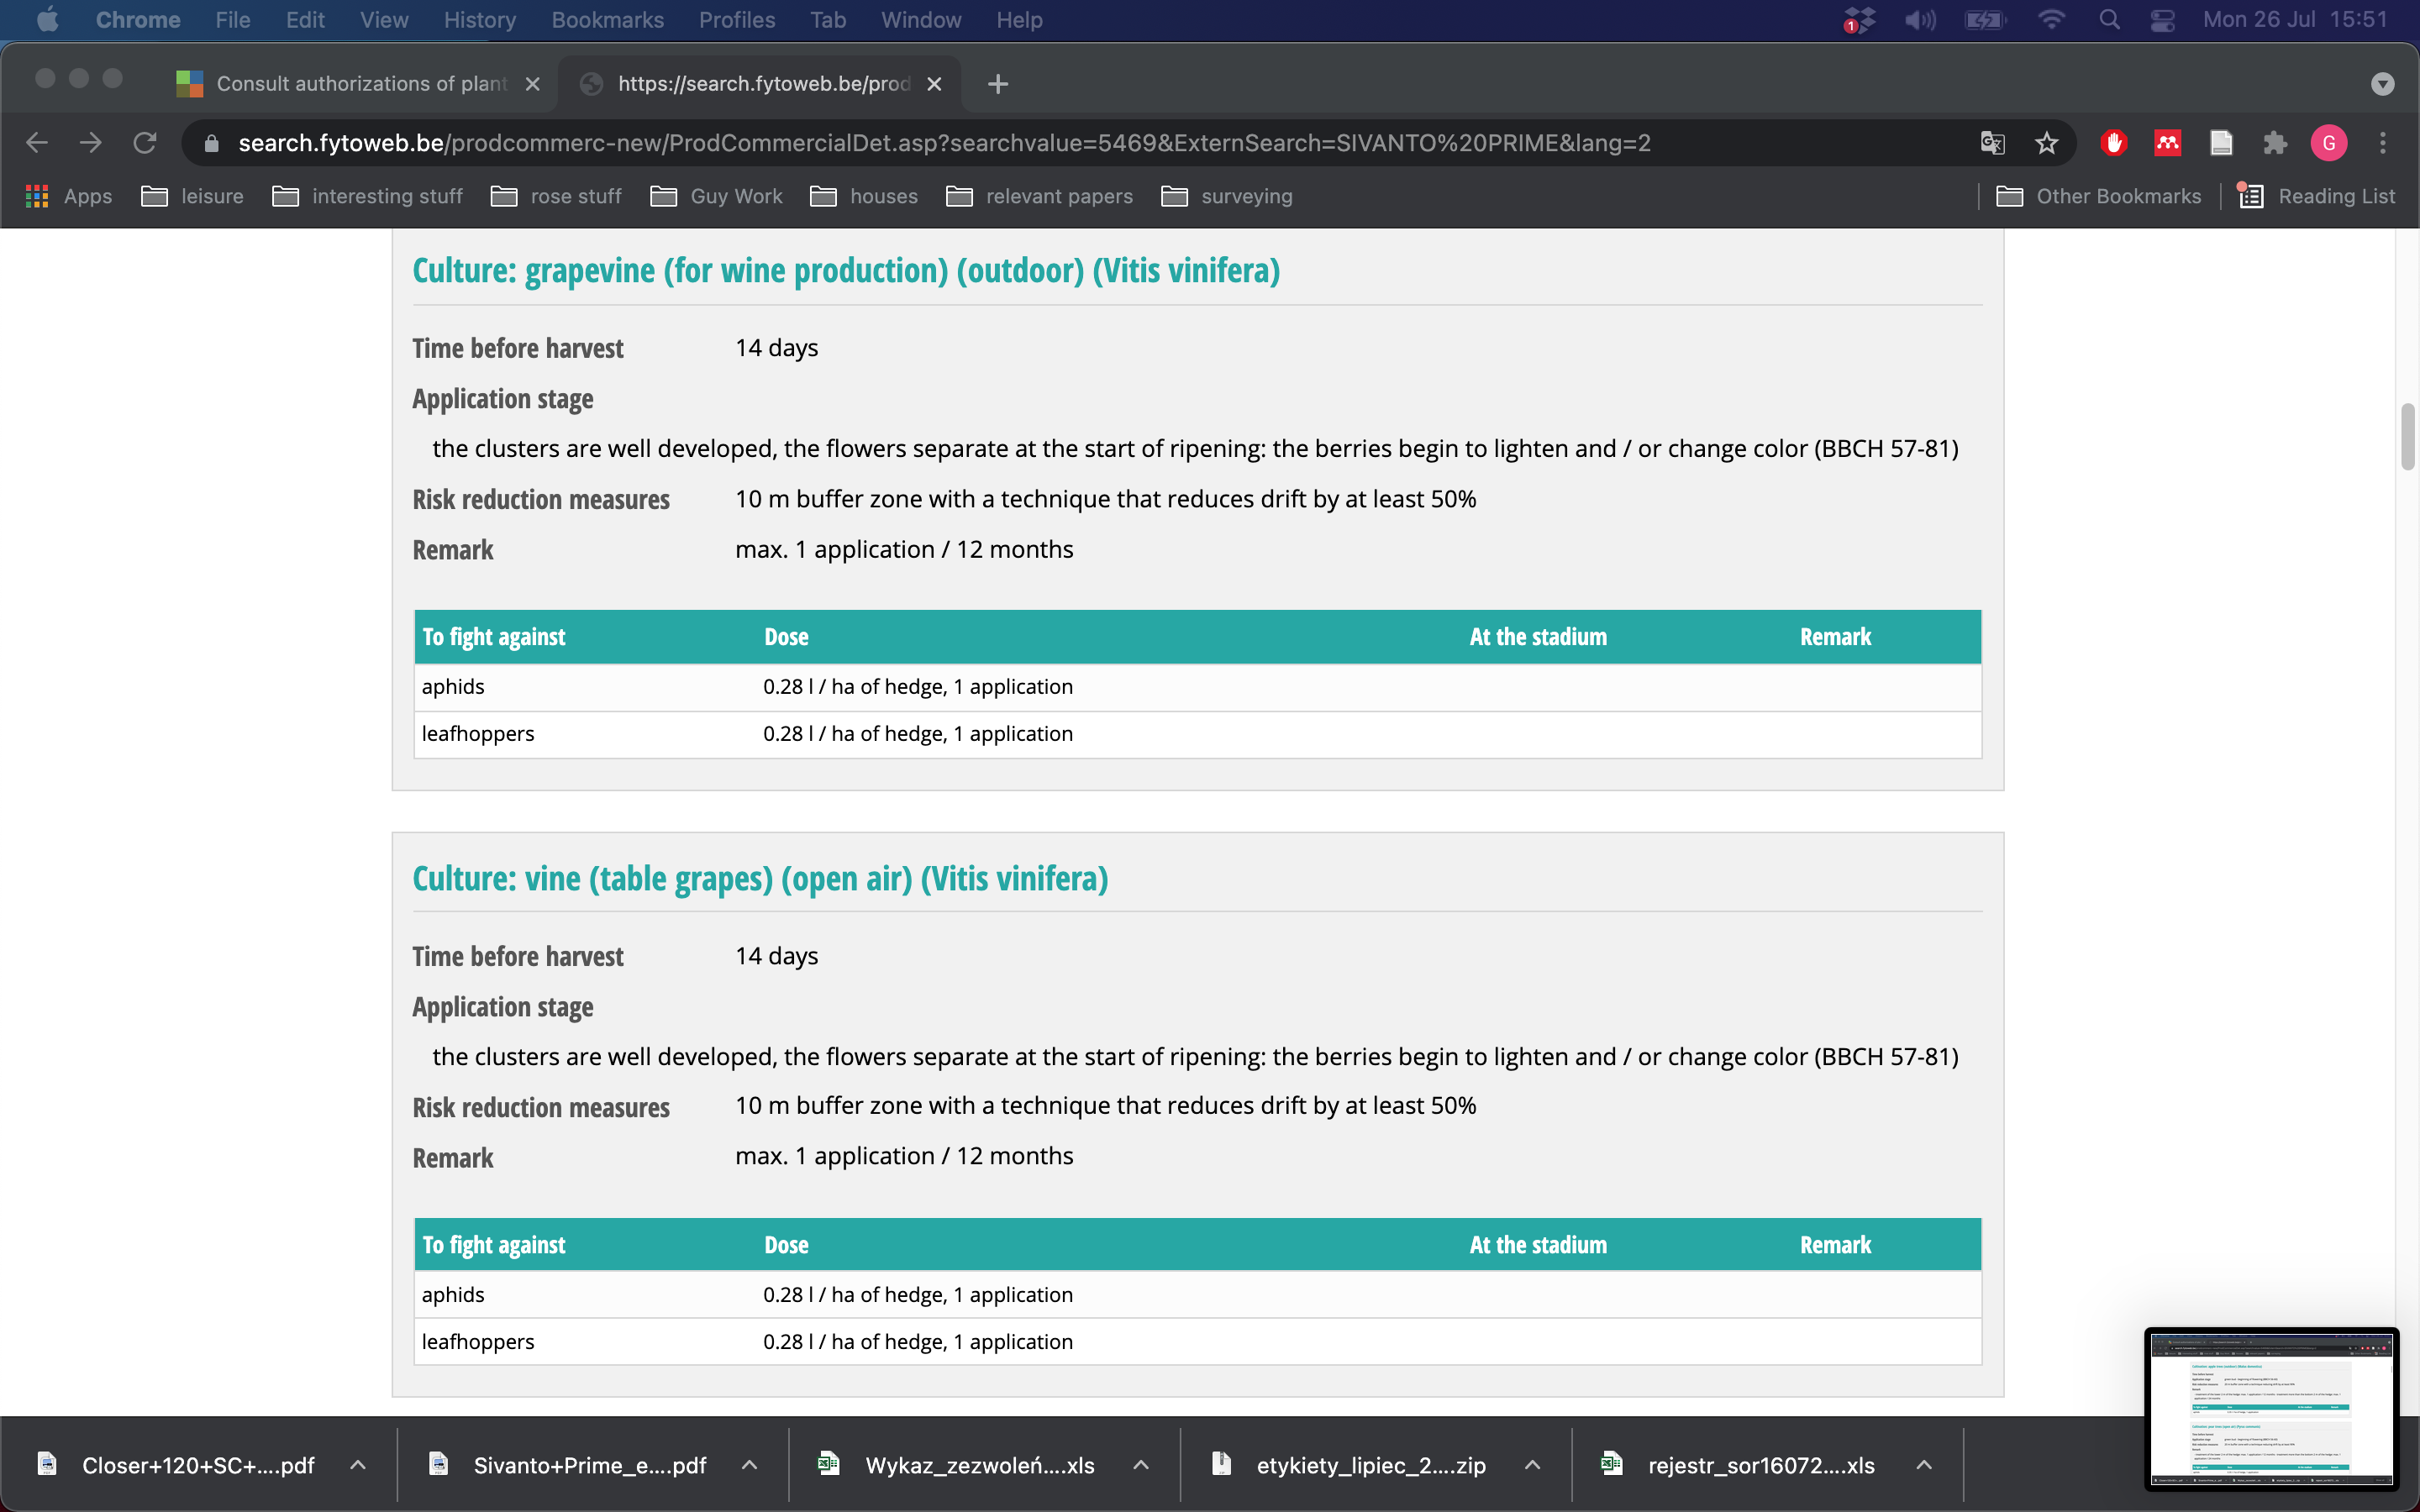 Chrome File Edit View History Bookmarks Profiles Tab Window Help 1 Mon 26 Jul 15:51
Consult authorizations of plant https://search.fytoweb.be/prod
search.fytoweb.be/prodcommerc-new/ProdCommercialDet.asp?searchvalue=5469&ExternSearch=SIVANTO%20PRIME&lang=2 G
Apps leisure interesting stuff rose stuff Guy Work houses relevant papers surveying Other Bookmarks Reading List
Culture: grapevine (for wine production) (outdoor) (Vitis vinifera)
Time before harvest 14 days
Application stage
the clusters are well developed, the flowers separate at the start of ripening: the berries begin to lighten and / or change color (BBCH 57-81)
Risk reduction measures 10 m buffer zone with a technique that reduces drift by at least 50%
Remark max. 1 application / 12 months
To fight against Dose At the stadium Remark
aphids 0.28 l / ha of hedge, 1 application
leafhoppers 0.28 l / ha of hedge, 1 application
Culture: vine (table grapes) (open air) (Vitis vinifera)
Time before harvest 14 days
Application stage
the clusters are well developed, the flowers separate at the start of ripening: the berries begin to lighten and / or change color (BBCH 57-81)
Risk reduction measures 10 m buffer zone with a technique that reduces drift by at least 50%
Remark max. 1 application / 12 months
To fight against Dose At the stadium Remark
aphids 0.28 l / ha of hedge, 1 application
leafhoppers 0.28 l / ha of hedge, 1 application
Closer+120+SC+....pdf Sivanto+Prime_e....pdf Wykaz_zezwoleń....xls etykiety_lipiec_2....zip rejestr_sor16072....xls